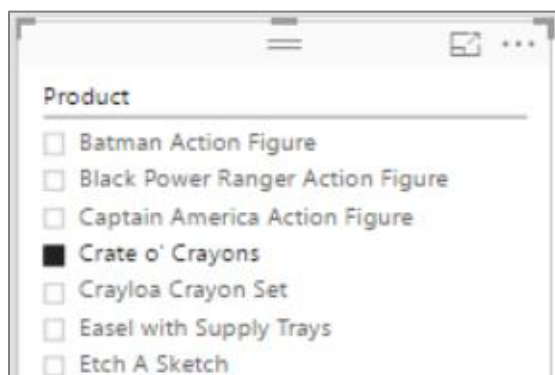 Product
Batman Action Figure
Black Power Ranger Action Figure
Captain America Action Figure
Crate o' Crayons
Crayloa Crayon Set
Easel with Supply Trays
Etch A Sketch